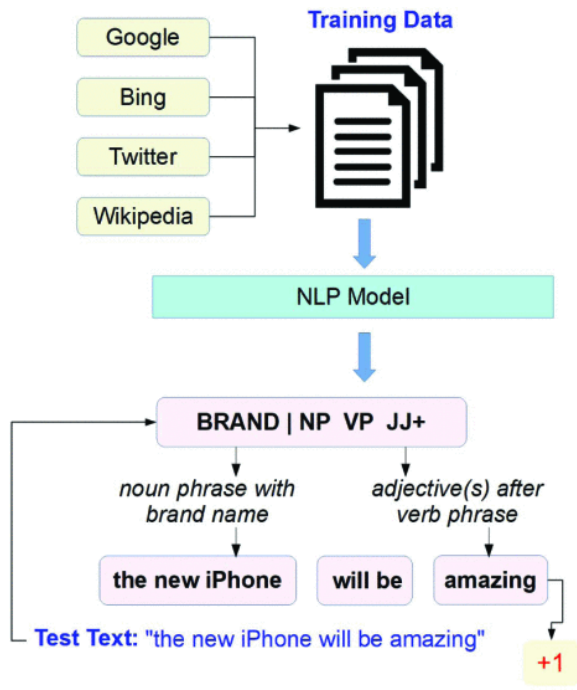 Training Data
Google
Bing
Twitter
Wikipedia
NLP Model
BRAND | NP VP JJ+
noun phrase with
brand name
adjective(s) after
verb phrase
the new iPhone
will be
amazing
Test Text: "the new iPhone will be amazing"
+1